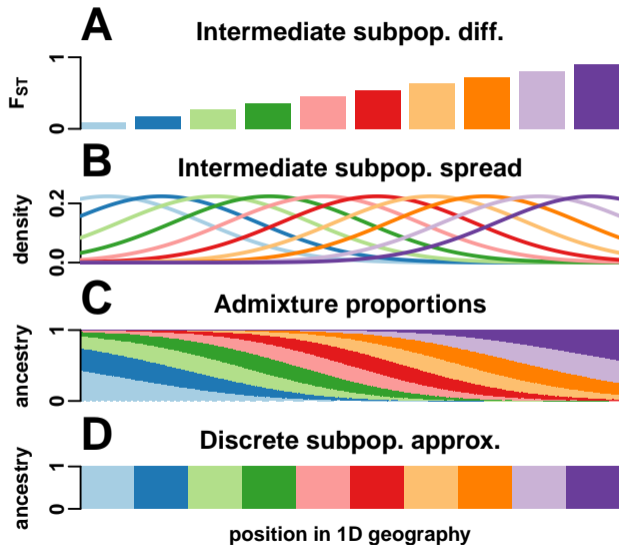 A
Intermediate subpop. diff.
1
0
F_ST
B
Intermediate subpop. spread
0.2
0.0
density
C
Admixture proportions
1
0
ancestry
D
Discrete subpop. approx.
1
0
ancestry
position in 1D geography